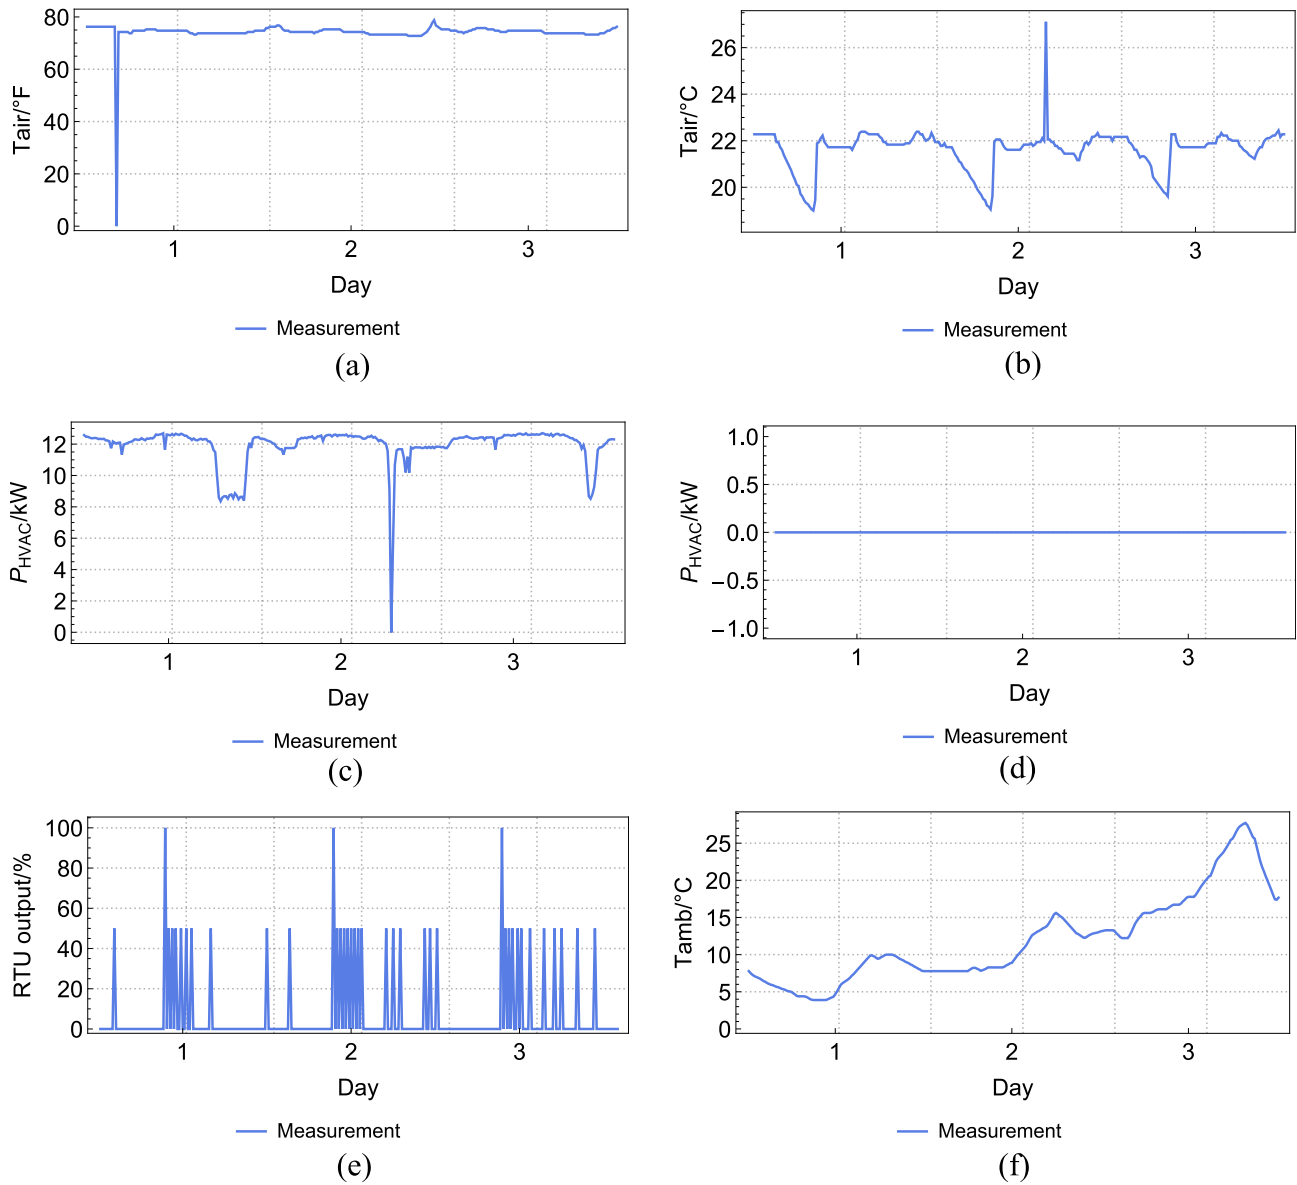 80
60
40
20
0
Tair/°F
1 2 3
Day
Measurement
(a)
26
24
22
20
Tair/°C
1 2 3
Day
Measurement
(b)
12
10
8
6
4
2
0
PHVAC/kW
1 2 3
Day
Measurement
(c)
1.0
0.5
0.0
−0.5
−1.0
PHVAC/kW
1 2 3
Day
Measurement
(d)
100
80
60
40
20
0
RTU output/%
1 2 3
Day
Measurement
(e)
25
20
15
10
5
0
Tamb/°C
1 2 3
Day
Measurement
(f)